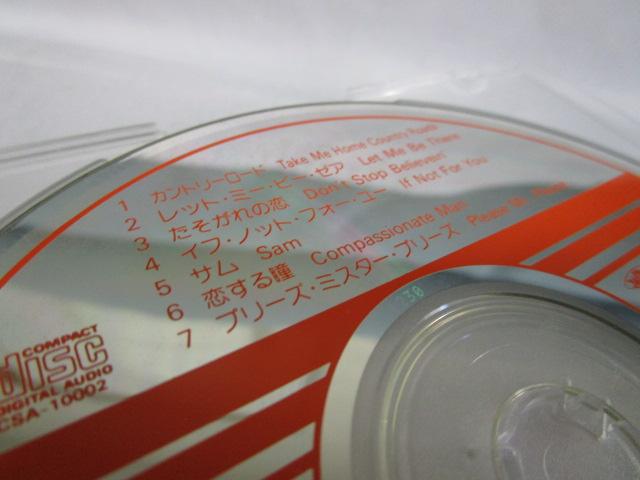 1 カントリーロード Take Me Home Country Roads
2 レット・ミー・ビー・ゼア Let Me Be There
3 たそがれの恋 Don't Stop Believin'
4 イフ・ノット・フォー・ユー If Not For You
5 サム Sam
6 恋する瞳 Compassionate Man
7 プリーズ・ミスター・プリーズ Please Mr. Please
COMPACT
disc
DIGITAL AUDIO
CSA-10002
30